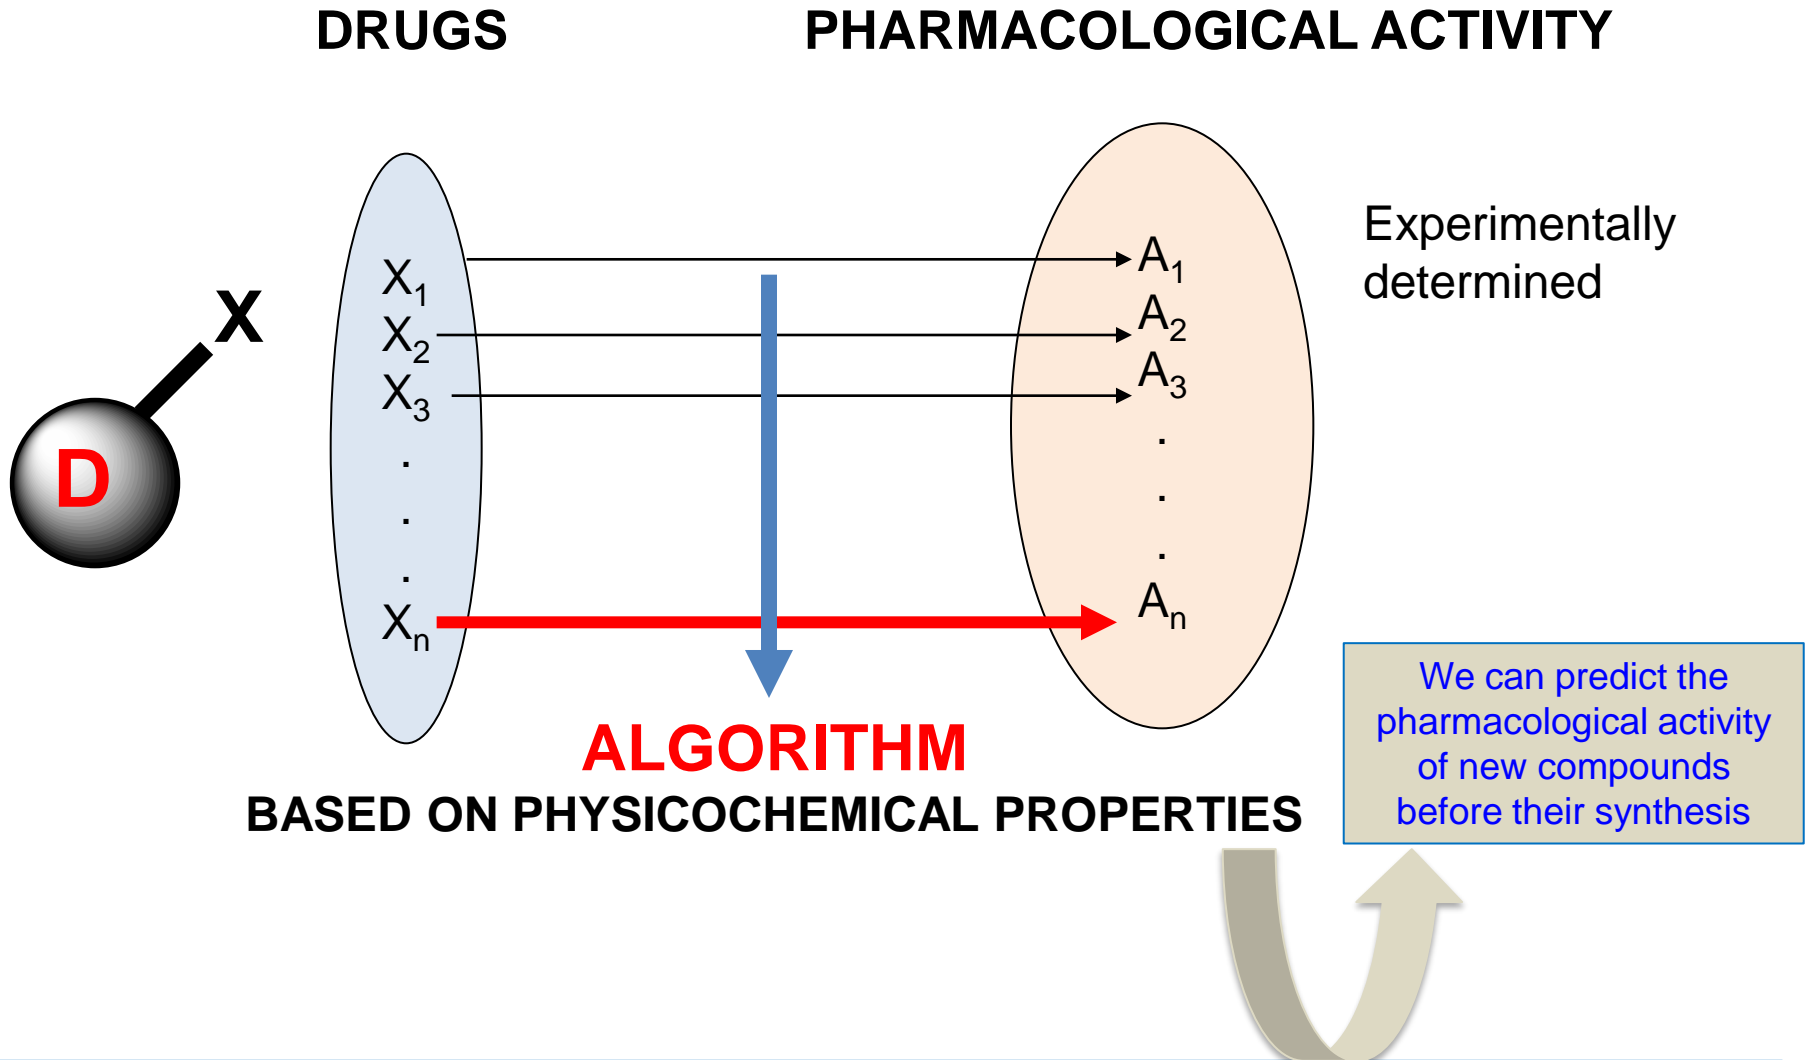 DRUGS
PHARMACOLOGICAL ACTIVITY
X
D
X₁
X₂
X₃
.
.
.
Xₙ
A₁
A₂
A₃
.
.
.
Aₙ
Experimentally
determined
ALGORITHM
BASED ON PHYSICOCHEMICAL PROPERTIES
We can predict the
pharmacological activity
of new compounds
before their synthesis